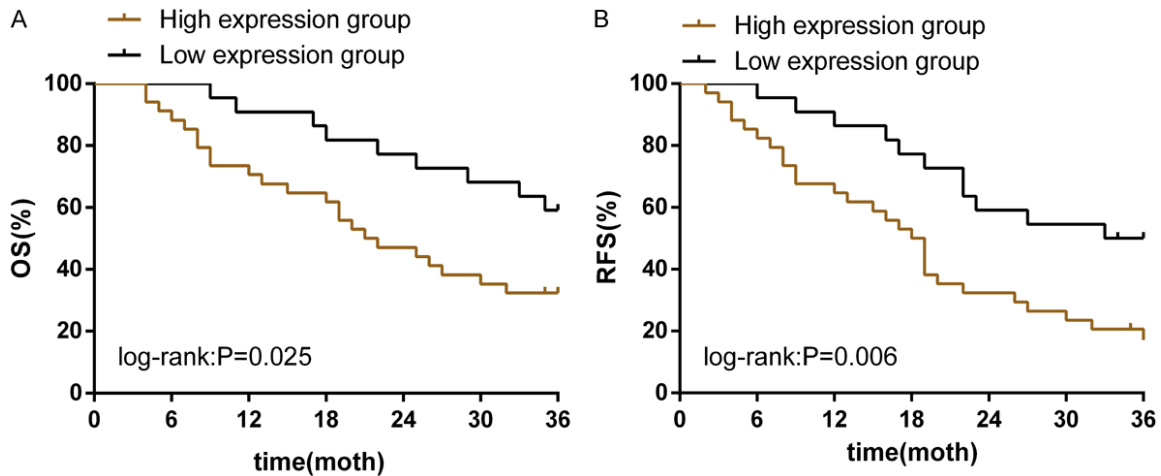 A
High expression group
Low expression group
100
80
60
40
20
0
OS(%)
log-rank:P=0.025
0 6 12 18 24 30 36
time(moth)
B
High expression group
Low expression group
100
80
60
40
20
0
RFS(%)
log-rank:P=0.006
0 6 12 18 24 30 36
time(moth)